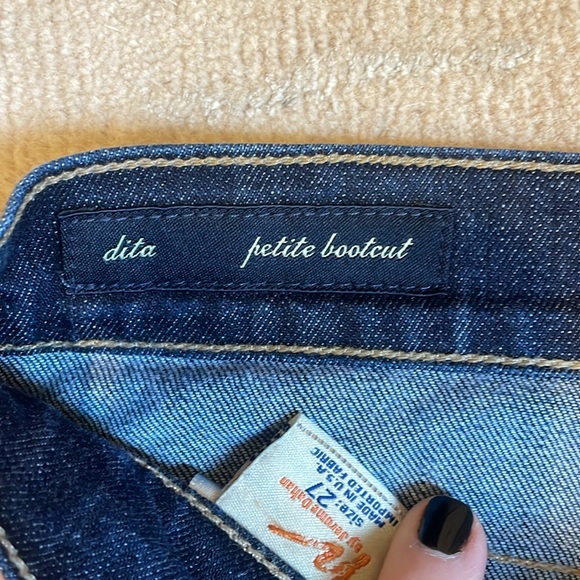 dita petite bootcut
by Jerome Dahan
SIZE: 27
MADE IN U.S.A.
IMPORTED FABRIC